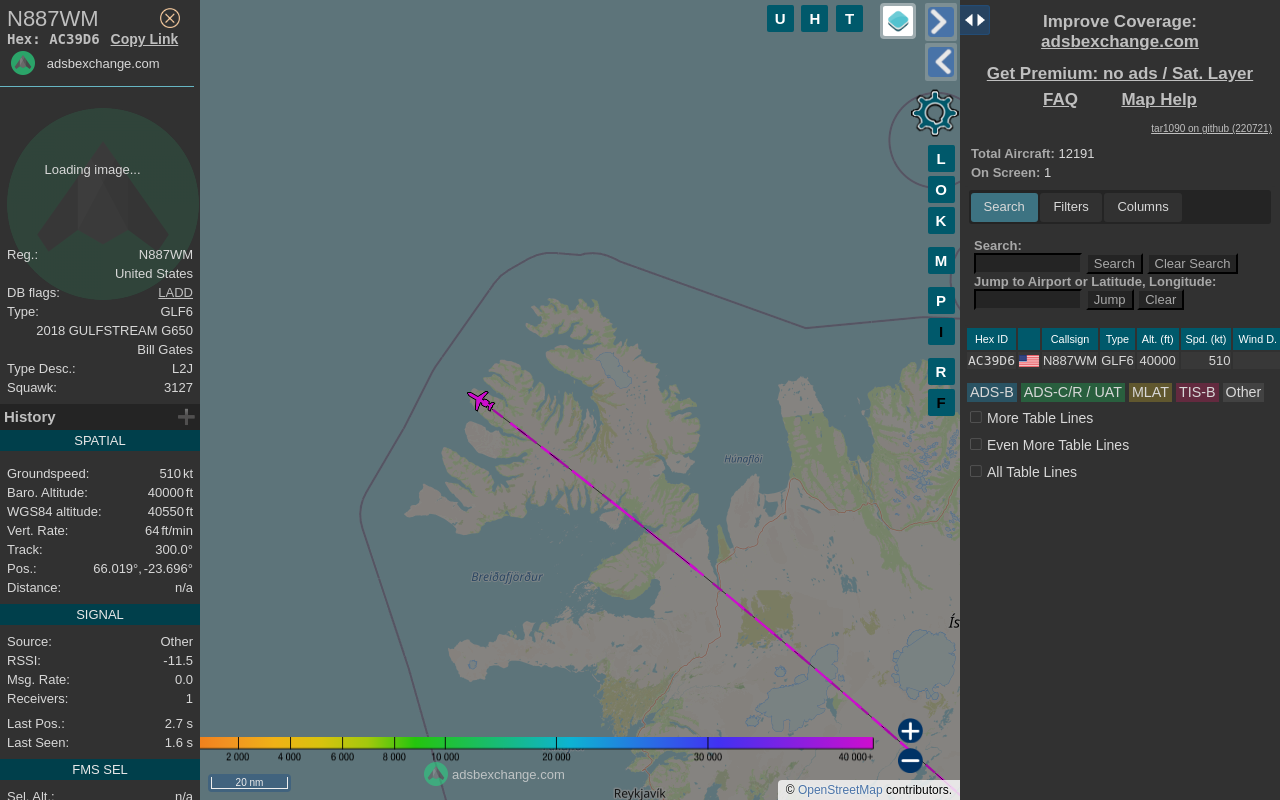 N887WM
Hex: AC39D6 Copy Link
adsbexchange.com
Loading image...
Reg.: N887WM
United States
DB flags: LADD
Type: GLF6
2018 GULFSTREAM G650
Bill Gates
Type Desc.: L2J
Squawk: 3127
History
SPATIAL
Groundspeed: 510 kt
Baro. Altitude: 40000 ft
WGS84 altitude: 40550 ft
Vert. Rate: 64 ft/min
Track: 300.0°
Pos.: 66.019°, -23.696°
Distance: n/a
SIGNAL
Source: Other
RSSI: -11.5
Msg. Rate: 0.0
Receivers: 1
Last Pos.: 2.7 s
Last Seen: 1.6 s
FMS SEL
Sel. Alt.: n/a
U H T
L
O
K
M
P
I
R
F
Húnaflói
Breiðafjörður
Ís
2 000 4 000 6 000 8 000 10 000 20 000 30 000 40 000+
adsbexchange.com
20 nm
Reykjavík
© OpenStreetMap contributors.
Improve Coverage:
adsbexchange.com
Get Premium: no ads / Sat. Layer
FAQ Map Help
tar1090 on github (220721)
Total Aircraft: 12191
On Screen: 1
Search Filters Columns
Search:
Search Clear Search
Jump to Airport or Latitude, Longitude:
Jump Clear
Hex ID Callsign Type Alt. (ft) Spd. (kt) Wind D.
AC39D6 N887WM GLF6 40000 510
ADS-B ADS-C/R / UAT MLAT TIS-B Other
More Table Lines
Even More Table Lines
All Table Lines